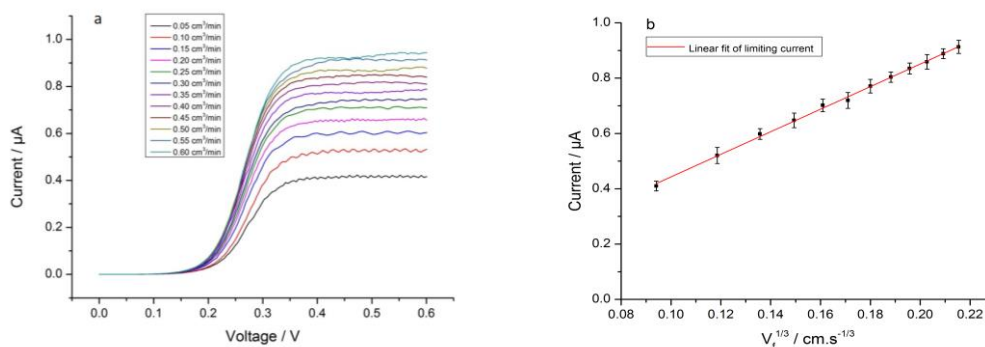 a
0.05 cm³/min
0.10 cm³/min
0.15 cm³/min
0.20 cm³/min
0.25 cm³/min
0.30 cm³/min
0.35 cm³/min
0.40 cm³/min
0.45 cm³/min
0.50 cm³/min
0.55 cm³/min
0.60 cm³/min
Current / µA
1.0
0.8
0.6
0.4
0.2
0.0
0.0 0.1 0.2 0.3 0.4 0.5 0.6
Voltage / V
b
Linear fit of limiting current
Current / µA
1.0
0.8
0.6
0.4
0.2
0.0
0.08 0.10 0.12 0.14 0.16 0.18 0.20 0.22
V_f^1/3 / cm.s^-1/3